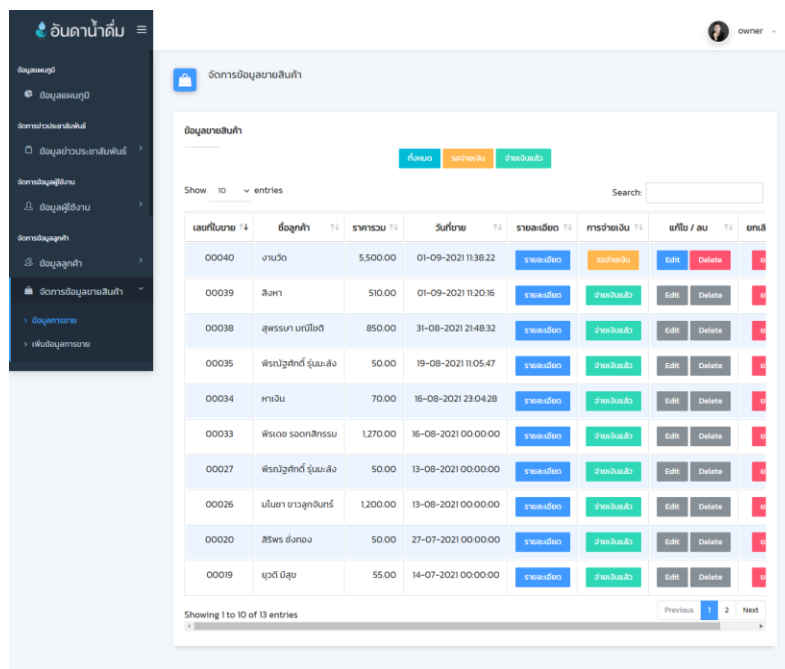 อันดาน้ำดื่ม
owner
ข้อมูลแผนภูมิ
ข้อมูลแผนภูมิ
จัดการข่าวประชาสัมพันธ์
ข้อมูลข่าวประชาสัมพันธ์
จัดการข้อมูลผู้ใช้งาน
ข้อมูลผู้ใช้งาน
จัดการข้อมูลลูกค้า
ข้อมูลลูกค้า
จัดการข้อมูลขายสินค้า
> ข้อมูลการขาย
> เพิ่มข้อมูลการขาย
จัดการข้อมูลขายสินค้า
ข้อมูลขายสินค้า
ทั้งหมด รอจ่ายเงิน จ่ายเงินแล้ว
Show 10 entries Search:
เลขที่ใบขาย ชื่อลูกค้า ราคารวม วันที่ขาย รายละเอียด การจ่ายเงิน แก้ไข / ลบ ยกเลิ
00040 งานวัด 5,500.00 01-09-2021 11:38:22 รายละเอียด รอจ่ายเงิน Edit Delete ย
00039 สิงหา 510.00 01-09-2021 11:20:16 รายละเอียด จ่ายเงินแล้ว Edit Delete ย
00038 สุพรรษา มณีโชติ 850.00 31-08-2021 21:48:32 รายละเอียด จ่ายเงินแล้ว Edit Delete ย
00035 พีรณัฐศักดิ์ รุ่นมะลัง 50.00 19-08-2021 11:05:47 รายละเอียด จ่ายเงินแล้ว Edit Delete ย
00034 หาเงิน 70.00 16-08-2021 23:04:28 รายละเอียด จ่ายเงินแล้ว Edit Delete ย
00033 พีรเดช รอดกสิกรรม 1,270.00 16-08-2021 00:00:00 รายละเอียด จ่ายเงินแล้ว Edit Delete ย
00027 พีรณัฐศักดิ์ รุ่นมะลัง 50.00 13-08-2021 00:00:00 รายละเอียด จ่ายเงินแล้ว Edit Delete ย
00026 มโนชา ขาวลูกจันทร์ 1,200.00 13-08-2021 00:00:00 รายละเอียด จ่ายเงินแล้ว Edit Delete ย
00020 สิริพร ชั่งทอง 50.00 27-07-2021 00:00:00 รายละเอียด จ่ายเงินแล้ว Edit Delete ย
00019 ยุวดี มีสุข 55.00 14-07-2021 00:00:00 รายละเอียด จ่ายเงินแล้ว Edit Delete ย
Showing 1 to 10 of 13 entries Previous 1 2 Next